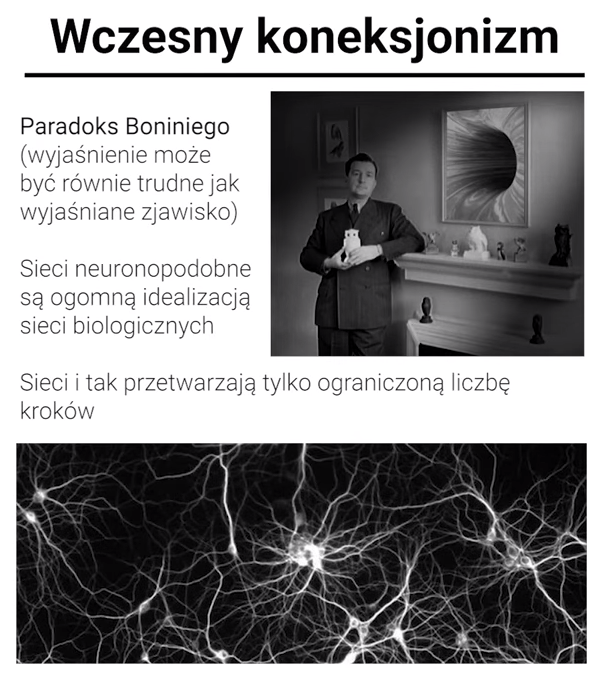 Wczesny koneksjonizm
Paradoks Boniniego
(wyjaśnienie może
być równie trudne jak
wyjaśniane zjawisko)
Sieci neuronopodobne
są ogomną idealizacją
sieci biologicznych
Sieci i tak przetwarzają tylko ograniczoną liczbę
kroków